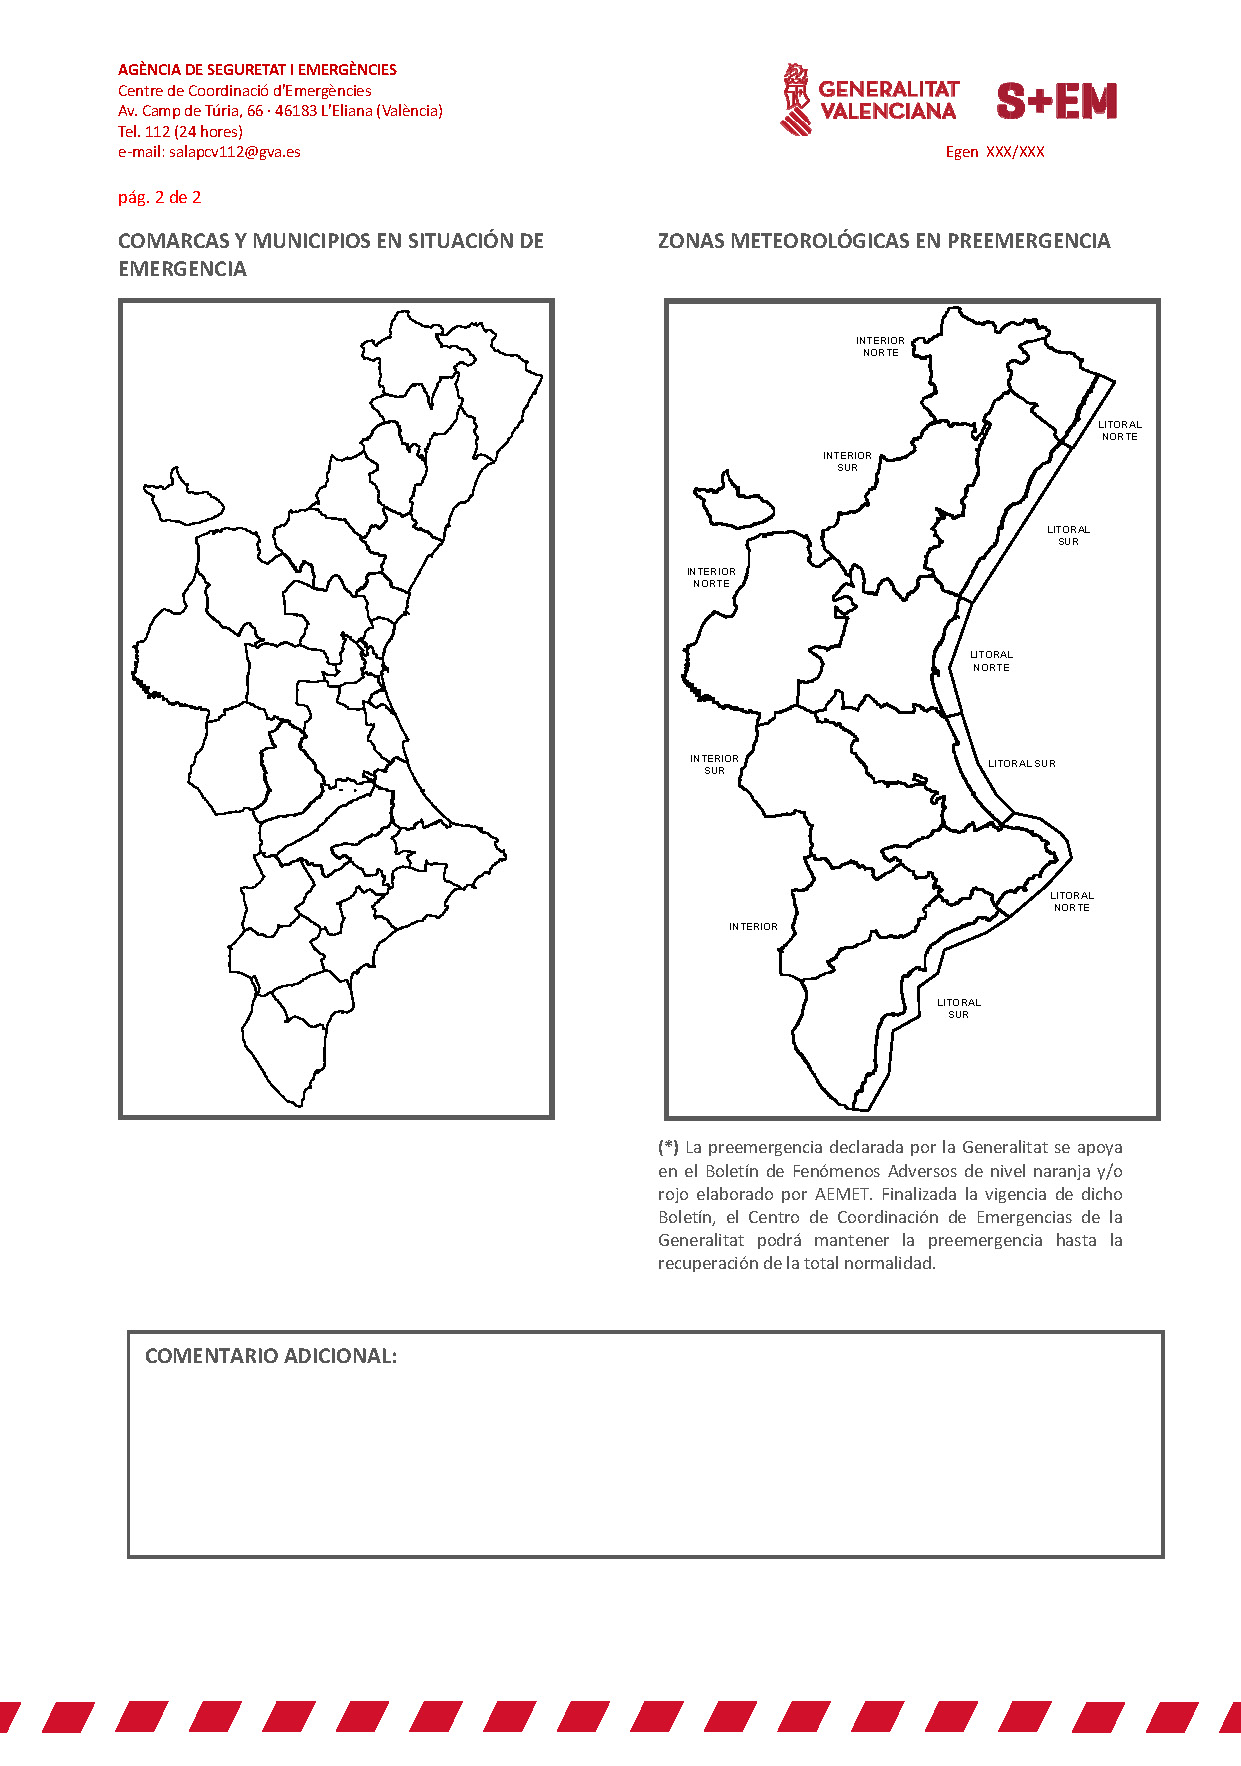 AGÈNCIA DE SEGURETAT I EMERGÈNCIES
Centre de Coordinació d'Emergències
Av. Camp de Túria, 66 · 46183 L'Eliana (València)
Tel. 112 (24 hores)
e-mail: salapcv112@gva.es
GENERALITAT
VALENCIANA
S+EM
Egen XXX/XXX
pág. 2 de 2
COMARCAS Y MUNICIPIOS EN SITUACIÓN DE
EMERGENCIA
ZONAS METEOROLÓGICAS EN PREEMERGENCIA
INTERIOR
NORTE
LITORAL
NORTE
INTERIOR
SUR
LITORAL
SUR
INTERIOR
NORTE
LITORAL
NORTE
INTERIOR
SUR
LITORAL SUR
LITORAL
NORTE
INTERIOR
LITORAL
SUR
(*) La preemergencia declarada por la Generalitat se apoya
en el Boletín de Fenómenos Adversos de nivel naranja y/o
rojo elaborado por AEMET. Finalizada la vigencia de dicho
Boletín, el Centro de Coordinación de Emergencias de la
Generalitat podrá mantener la preemergencia hasta la
recuperación de la total normalidad.
COMENTARIO ADICIONAL: